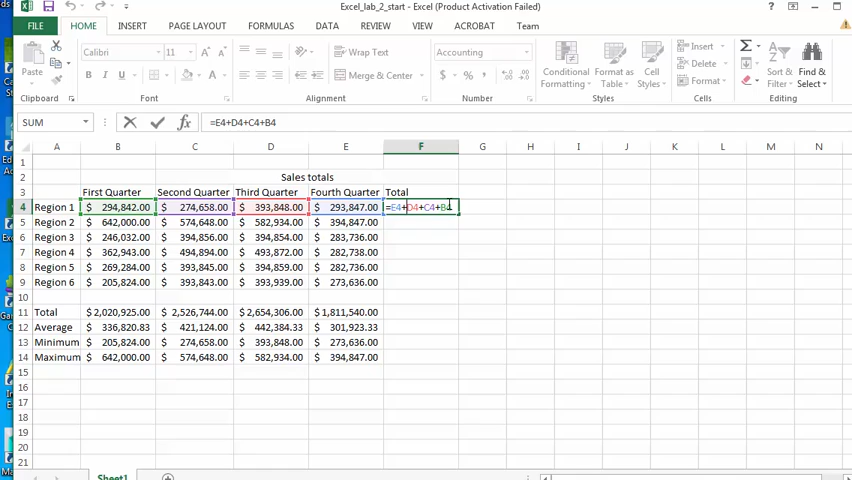 Excel_lab_2_start - Excel (Product Activation Failed)
FILE HOME INSERT PAGE LAYOUT FORMULAS DATA REVIEW VIEW ACROBAT Team
Paste
Calibri 11
Wrap Text
Merge & Center
Accounting
Conditional Formatting
Format as Table
Cell Styles
Insert
Delete
Format
Sort & Filter
Find & Select
Clipboard Font Alignment Number Styles Cells Editing
SUM =E4+D4+C4+B4
A B C D E F G H I J K L M N
1
2 Sales totals
3 First Quarter Second Quarter Third Quarter Fourth Quarter Total
4 Region 1 $ 294,842.00 $ 274,658.00 $ 393,848.00 $ 293,847.00 =E4+D4+C4+B4
5 Region 2 $ 642,000.00 $ 574,648.00 $ 582,934.00 $ 394,847.00
6 Region 3 $ 246,032.00 $ 394,856.00 $ 394,854.00 $ 283,736.00
7 Region 4 $ 362,943.00 $ 494,894.00 $ 493,872.00 $ 282,738.00
8 Region 5 $ 269,284.00 $ 393,845.00 $ 394,859.00 $ 282,736.00
9 Region 6 $ 205,824.00 $ 393,843.00 $ 393,939.00 $ 273,636.00
10
11 Total $ 2,020,925.00 $ 2,526,744.00 $ 2,654,306.00 $ 1,811,540.00
12 Average $ 336,820.83 $ 421,124.00 $ 442,384.33 $ 301,923.33
13 Minimum $ 205,824.00 $ 274,658.00 $ 393,848.00 $ 273,636.00
14 Maximum $ 642,000.00 $ 574,648.00 $ 582,934.00 $ 394,847.00
15
16
17
18
19
20
21
Sheet1